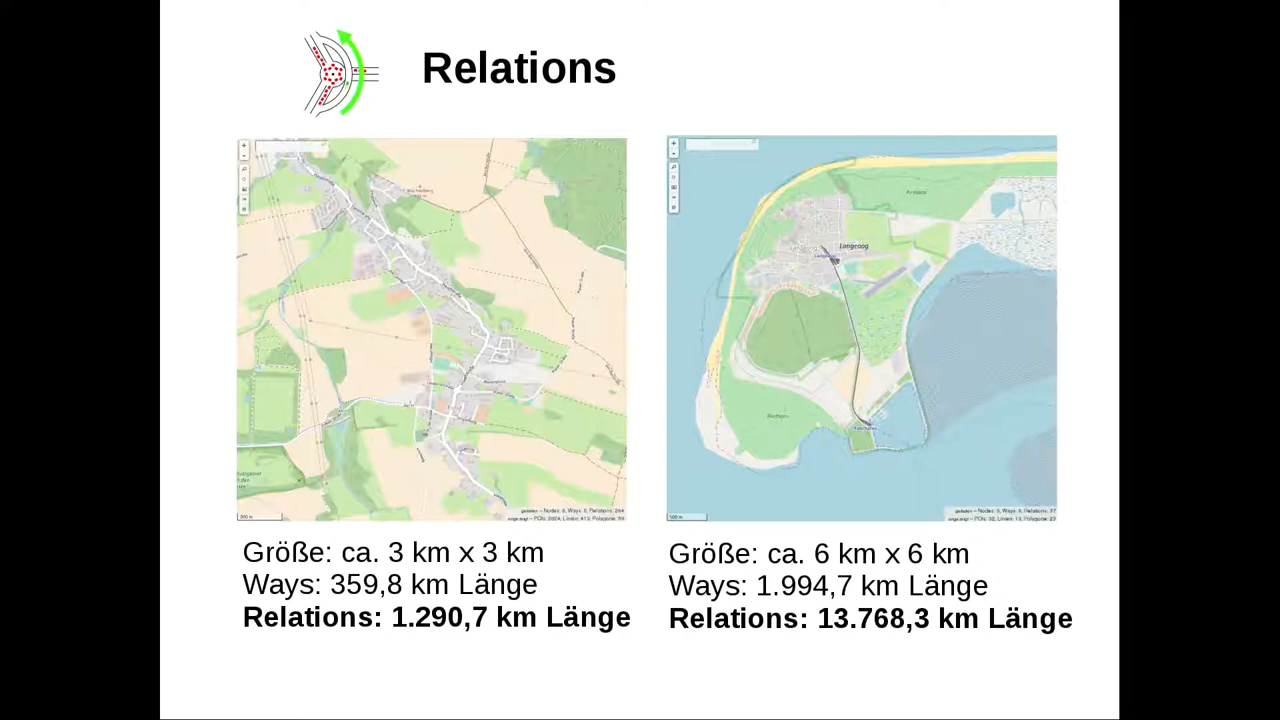 Relations
Langeoog
Flinthörn
Größe: ca. 3 km x 3 km
Ways: 359,8 km Länge
Relations: 1.290,7 km Länge
Größe: ca. 6 km x 6 km
Ways: 1.994,7 km Länge
Relations: 13.768,3 km Länge